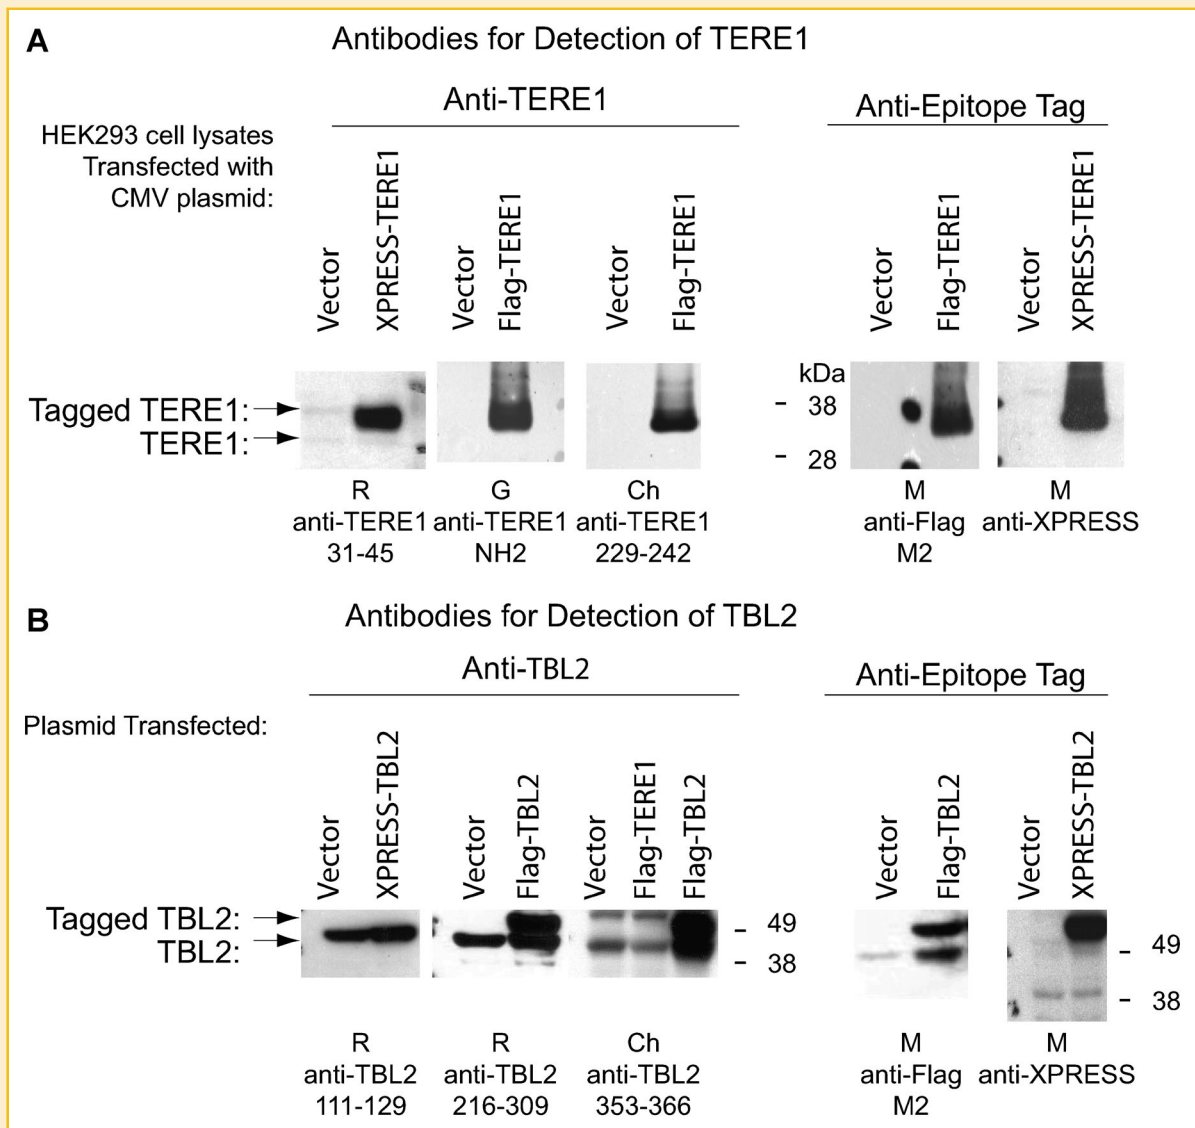 A
Antibodies for Detection of TERE1
Anti-TERE1
Anti-Epitope Tag
HEK293 cell lysates
Transfected with
CMV plasmid:
Vector
XPRESS-TERE1
Vector
Flag-TERE1
Vector
Flag-TERE1
Vector
Flag-TERE1
Vector
XPRESS-TERE1
kDa
Tagged TERE1:
- 38
TERE1:
- 28
R
anti-TERE1
31-45
G
anti-TERE1
NH2
Ch
anti-TERE1
229-242
M
anti-Flag
M2
M
anti-XPRESS
B
Antibodies for Detection of TBL2
Anti-TBL2
Anti-Epitope Tag
Plasmid Transfected:
Vector
XPRESS-TBL2
Vector
Flag-TBL2
Vector
Flag-TERE1
Flag-TBL2
Vector
Flag-TBL2
Vector
XPRESS-TBL2
Tagged TBL2:
TBL2:
- 49
- 38
- 49
- 38
R
anti-TBL2
111-129
R
anti-TBL2
216-309
Ch
anti-TBL2
353-366
M
anti-Flag
M2
M
anti-XPRESS